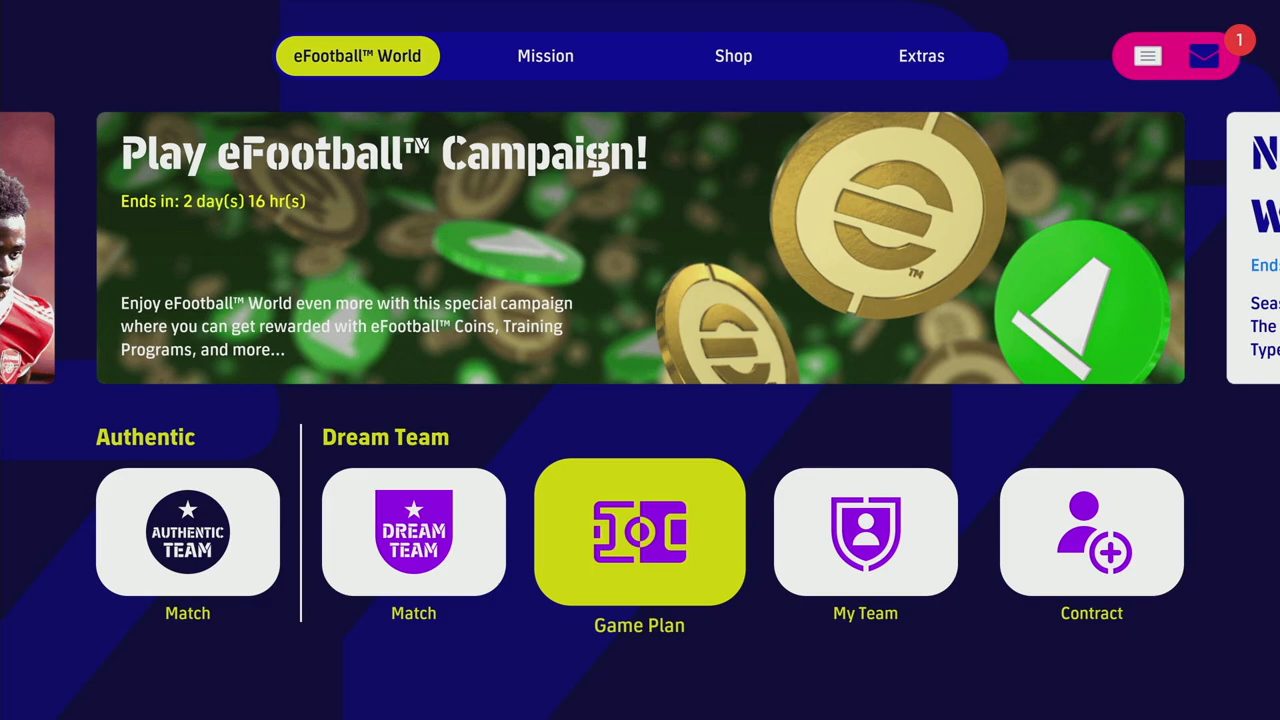 eFootball™ World
Mission
Shop
Extras
1
Play eFootball™ Campaign!
Ends in: 2 day(s) 16 hr(s)
Enjoy eFootball™ World even more with this special campaign
where you can get rewarded with eFootball™ Coins, Training
Programs, and more...
TM
Authentic
Dream Team
AUTHENTIC
TEAM
DREAM
TEAM
Match
Match
Game Plan
My Team
Contract